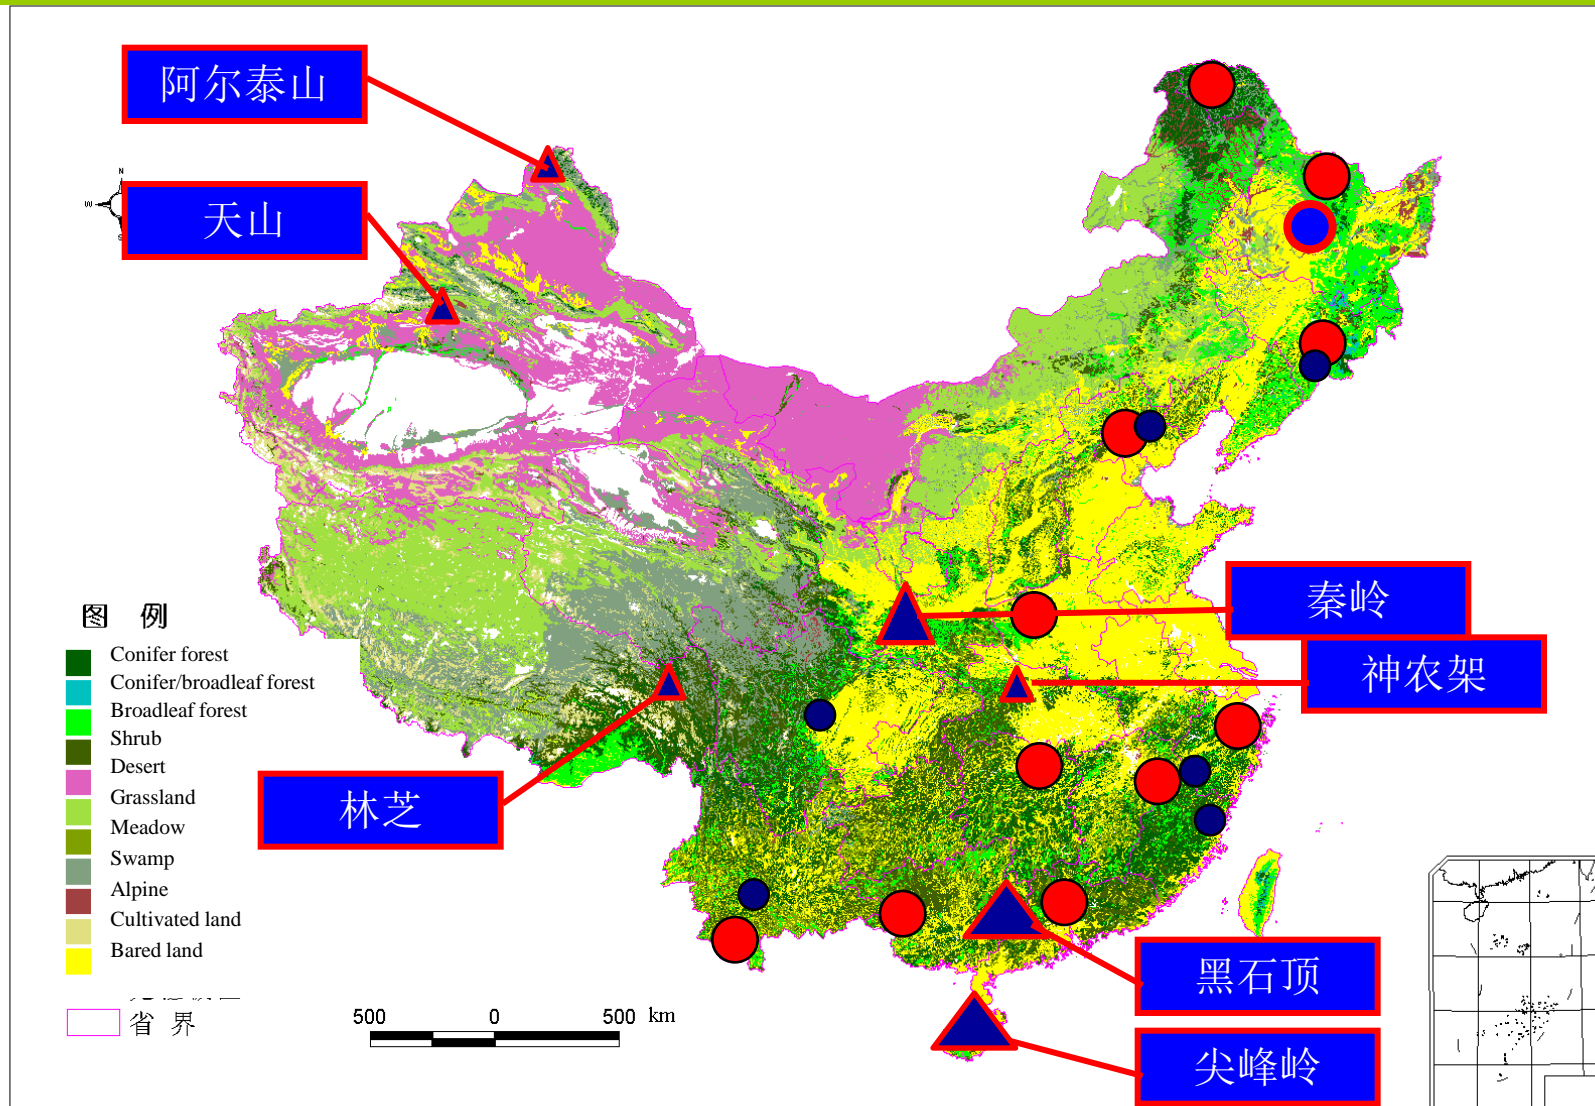 阿尔泰山
N
W
天山
秦岭
神农架
图 例
Conifer forest
Conifer/broadleaf forest
Broadleaf forest
Shrub
Desert
Grassland
Meadow
Swamp
Alpine
Cultivated land
Bared land
省 界
林芝
500 0 500 km
黑石顶
尖峰岭